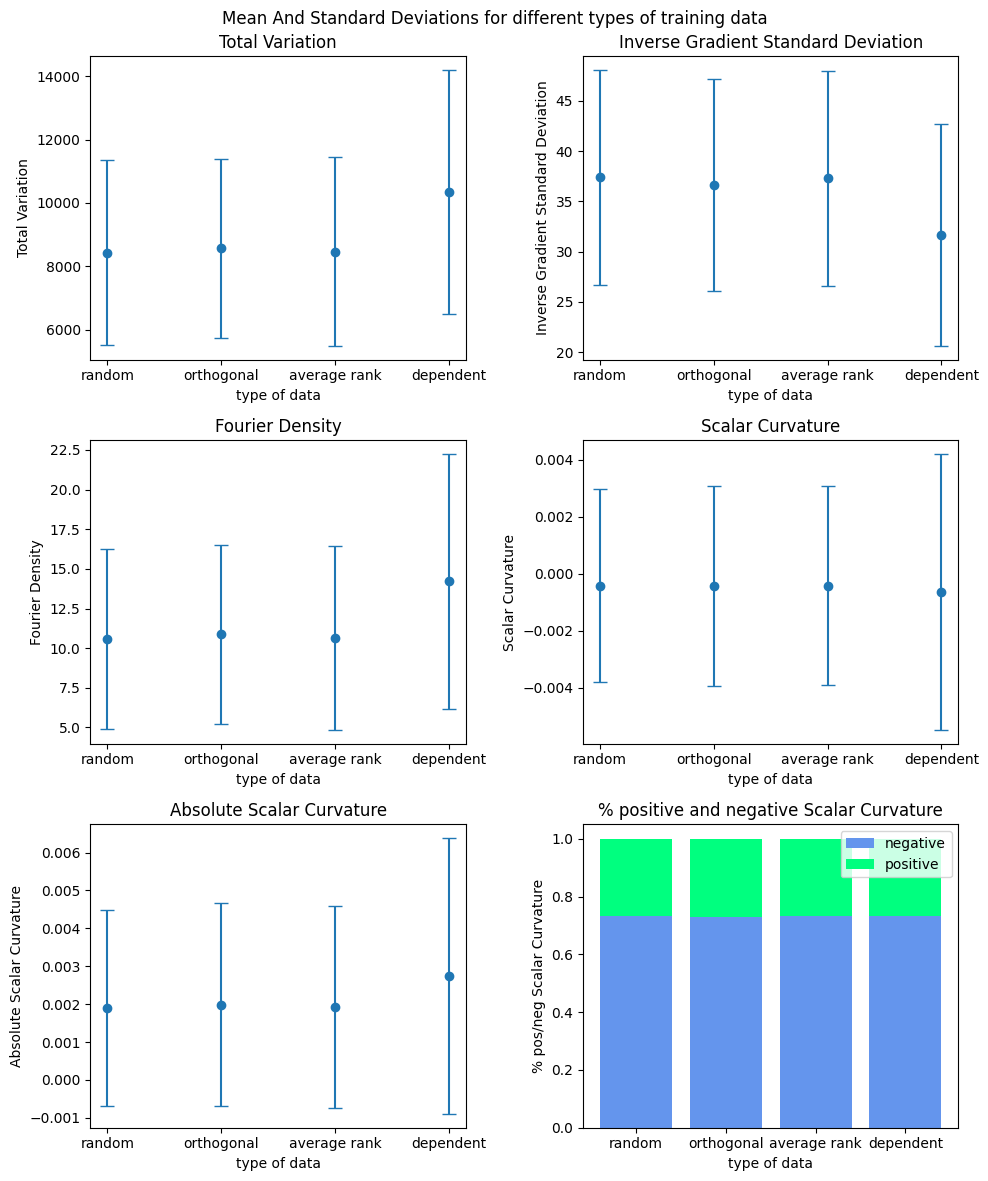 Mean And Standard Deviations for different types of training data
Total Variation
Total Variation
14000
12000
10000
8000
6000
random orthogonal average rank dependent
type of data
Inverse Gradient Standard Deviation
Inverse Gradient Standard Deviation
45
40
35
30
25
20
random orthogonal average rank dependent
type of data
Fourier Density
Fourier Density
22.5
20.0
17.5
15.0
12.5
10.0
7.5
5.0
random orthogonal average rank dependent
type of data
Scalar Curvature
Scalar Curvature
0.004
0.002
0.000
−0.002
−0.004
random orthogonal average rank dependent
type of data
Absolute Scalar Curvature
Absolute Scalar Curvature
0.006
0.005
0.004
0.003
0.002
0.001
0.000
−0.001
random orthogonal average rank dependent
type of data
% positive and negative Scalar Curvature
% pos/neg Scalar Curvature
1.0
0.8
0.6
0.4
0.2
0.0
negative
positive
random orthogonal average rank dependent
type of data